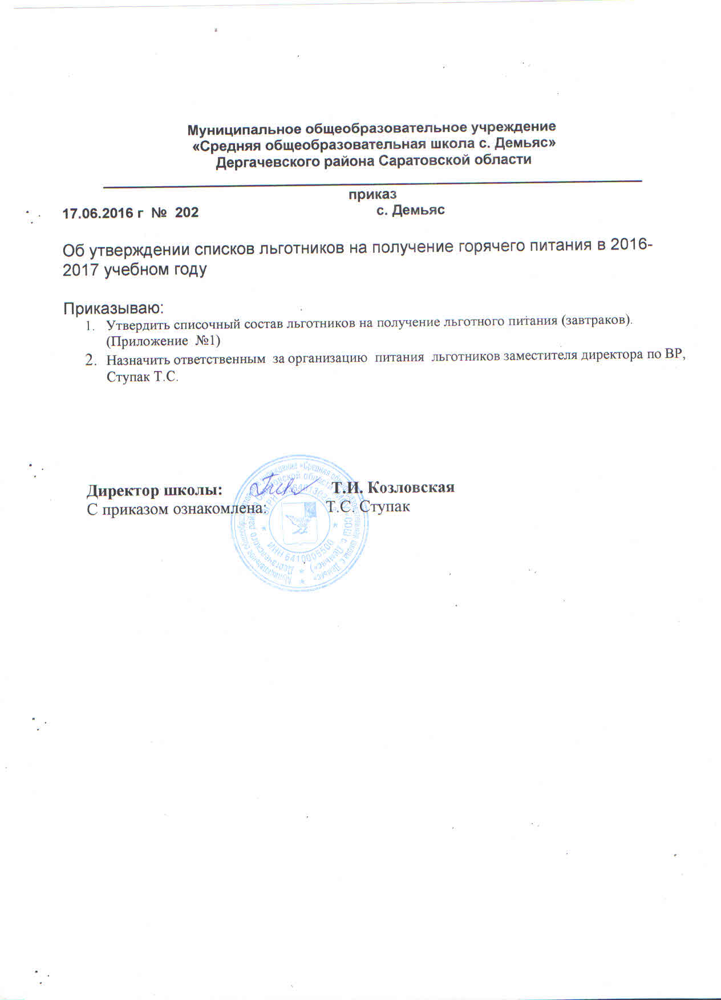 Муниципальное общеобразовательное учреждение
«Средняя общеобразовательная школа с. Демьяс»
Дергачевского района Саратовской области
приказ
17.06.2016 г № 202 с. Демьяс
Об утверждении списков льготников на получение горячего питания в 2016-
2017 учебном году
Приказываю:
1. Утвердить списочный состав льготников на получение льготного питания (завтраков).
(Приложение №1)
2. Назначить ответственным за организацию питания льготников заместителя директора по ВР,
Ступак Т.С.
Директор школы: Т.И. Козловская
С приказом ознакомлена: Т.С. Ступак
ИНН 6410005500